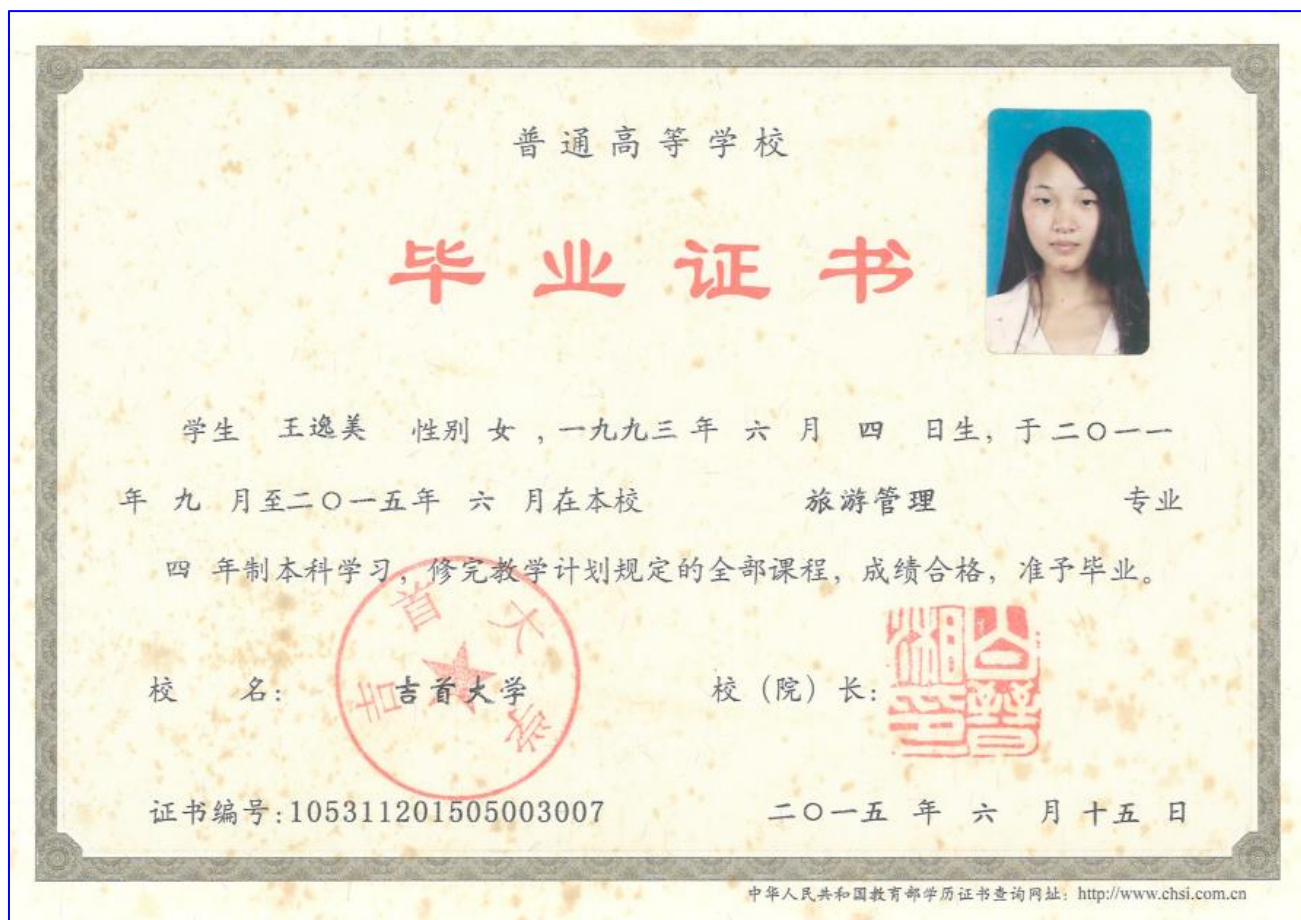 普通高等学校
毕业证书
学生 王逸美 性别 女 ,一九九三 年 六 月 四 日生, 于二〇一一
年 九 月至二〇一五年 六 月在本校 旅游管理 专业
四 年制本科学习, 修完教学计划规定的全部课程, 成绩合格, 准予毕业。
吉首大学
校 名: 吉首大学 校（院）长:
证书编号:105311201505003007 二〇一五 年 六 月 十五 日
中华人民共和国教育部学历证书查询网址: http://www.chsi.com.cn